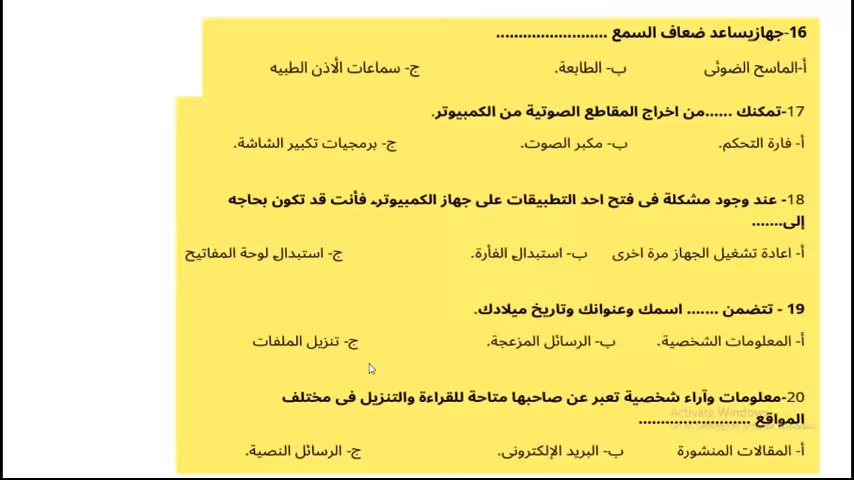 16-جهازيساعد ضعاف السمع .........................
أ-الماسح الضوئى ب- الطابعة. ج- سماعات الأذن الطبيه
17-تمكنك ......من اخراج المقاطع الصوتية من الكمبيوتر.
أ- فارة التحكم. ب- مكبر الصوت. ج- برمجيات تكبير الشاشة.
18- عند وجود مشكلة فى فتح احد التطبيقات على جهاز الكمبيوتر، فأنت قد تكون بحاجه
إلى.......
أ- اعادة تشغيل الجهاز مرة اخرى ب- استبدال الفأرة. ج- استبدال لوحة المفاتيح
19 - تتضمن ....... اسمك وعنوانك وتاريخ ميلادك.
أ- المعلومات الشخصية. ب- الرسائل المزعجة. ج- تنزيل الملفات
20-معلومات وآراء شخصية تعبر عن صاحبها متاحة للقراءة والتنزيل فى مختلف
المواقع .........................
Activate Windows
أ- المقالات المنشورة ب- البريد الإلكترونى. ج- الرسائل النصية.